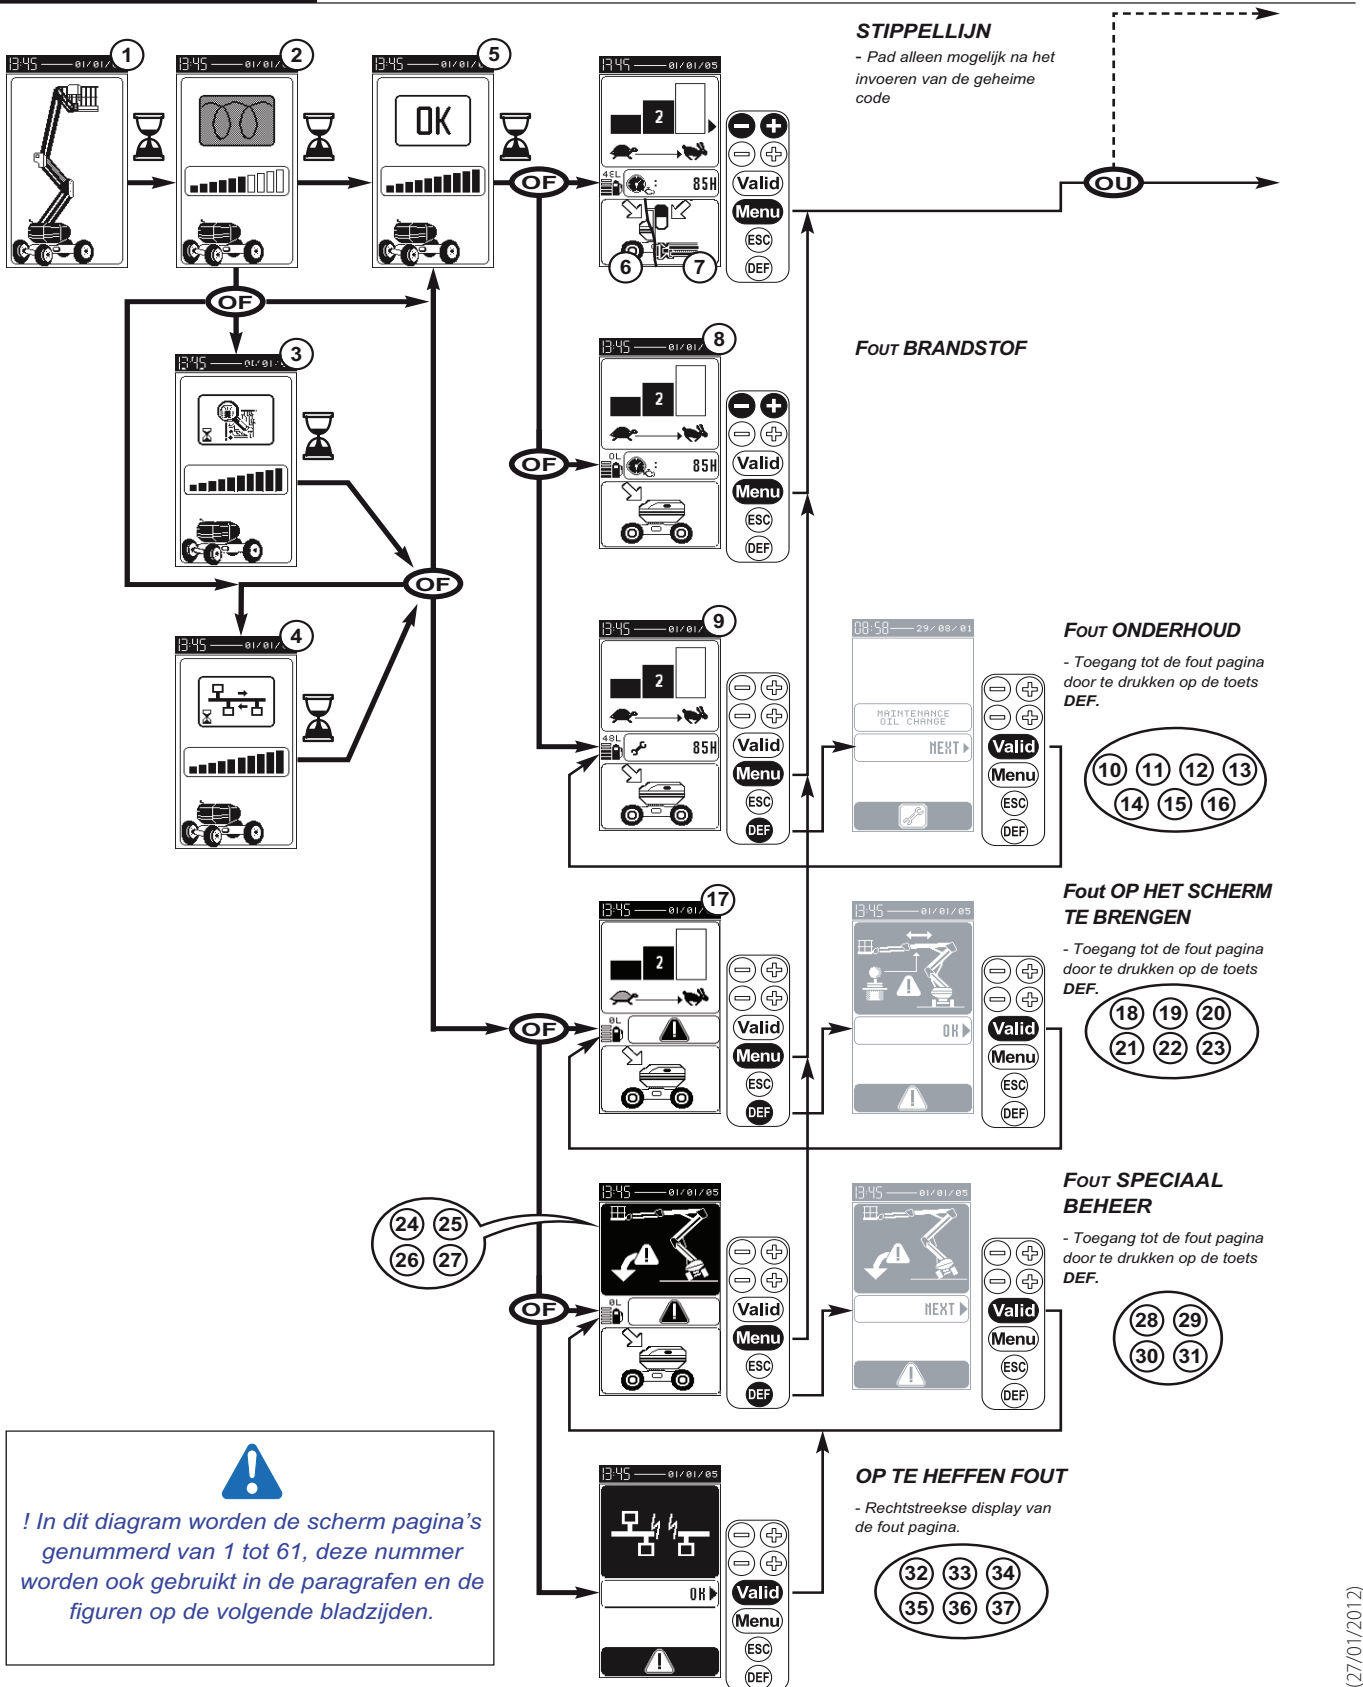 STIPPELLIJN
- Pad alleen mogelijk na het
invoeren van de geheime
code
13:45 01/01/ 1
13:45 01/01/ 2
13:45 01/01/ 5
OK
13:45 01/01/05
2
48L : 85H
6 7
Valid
Menu
ESC
DEF
OF
OF
OU
13:45 01/01/ 3
13:45 01/01/ 8
2
0L : 85H
Valid
Menu
ESC
DEF
FOUT BRANDSTOF
OF
OF
13:45 01/01/ 4
13:45 01/01/ 9
2
48L 85H
Valid
Menu
ESC
DEF
08:58 29/08/01
MAINTENANCE
OIL CHANGE
NEXT
Valid
Menu
ESC
DEF
FOUT ONDERHOUD
- Toegang tot de fout pagina
door te drukken op de toets
DEF.
10 11 12 13
14 15 16
13:45 01/01/ 17
2
OF
0L
Valid
Menu
ESC
DEF
13:45 01/01/05
OK
Valid
Menu
ESC
DEF
Fout OP HET SCHERM
TE BRENGEN
- Toegang tot de fout pagina
door te drukken op de toets
DEF.
18 19 20
21 22 23
24 25
26 27
13:45 01/01/05
OF
0L
Valid
Menu
ESC
DEF
13:45 01/01/05
NEXT
Valid
Menu
ESC
DEF
FOUT SPECIAAL
BEHEER
- Toegang tot de fout pagina
door te drukken op de toets
DEF.
28 29
30 31
! In dit diagram worden de scherm pagina's
genummerd van 1 tot 61, deze nummer
worden ook gebruikt in de paragrafen en de
figuren op de volgende bladzijden.
13:45 01/01/05
OK
Valid
Menu
ESC
DEF
OP TE HEFFEN FOUT
- Rechtstreekse display van
de fout pagina.
32 33 34
35 36 37
(27/01/2012)